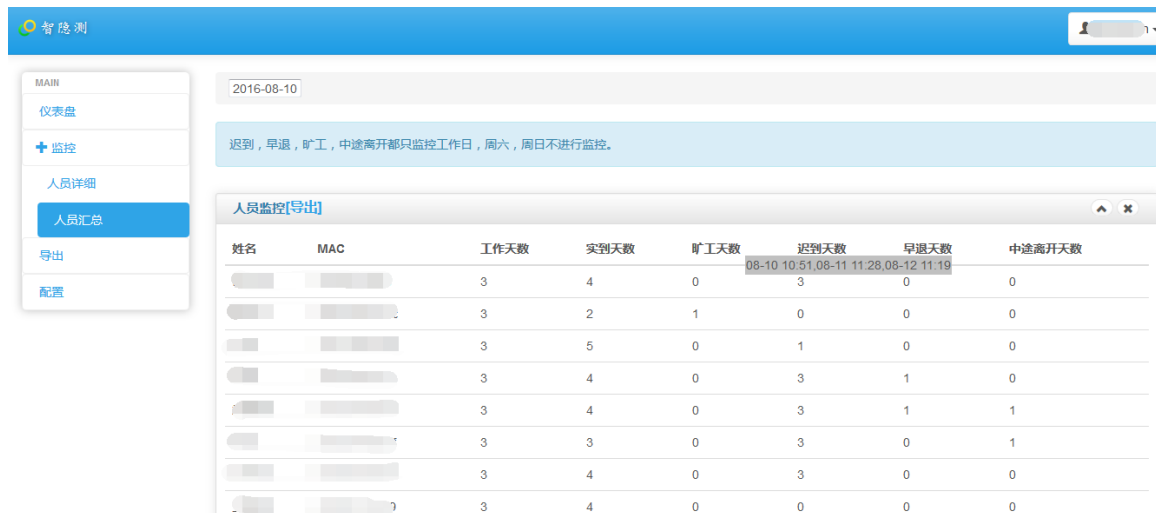 智隐测
MAIN
仪表盘
监控
人员详细
人员汇总
导出
配置
2016-08-10
迟到，早退，旷工，中途离开都只监控工作日，周六，周日不进行监控。
人员监控[导出]
姓名 MAC 工作天数 实到天数 旷工天数 迟到天数 早退天数 中途离开天数
08-10 10:51,08-11 11:28,08-12 11:19
3 4 0 3 0 0
3 2 1 0 0 0
3 5 0 1 0 0
3 4 0 3 1 0
3 4 0 3 1 1
3 3 0 3 0 1
3 4 0 3 0 0
3 4 0 0 0 0